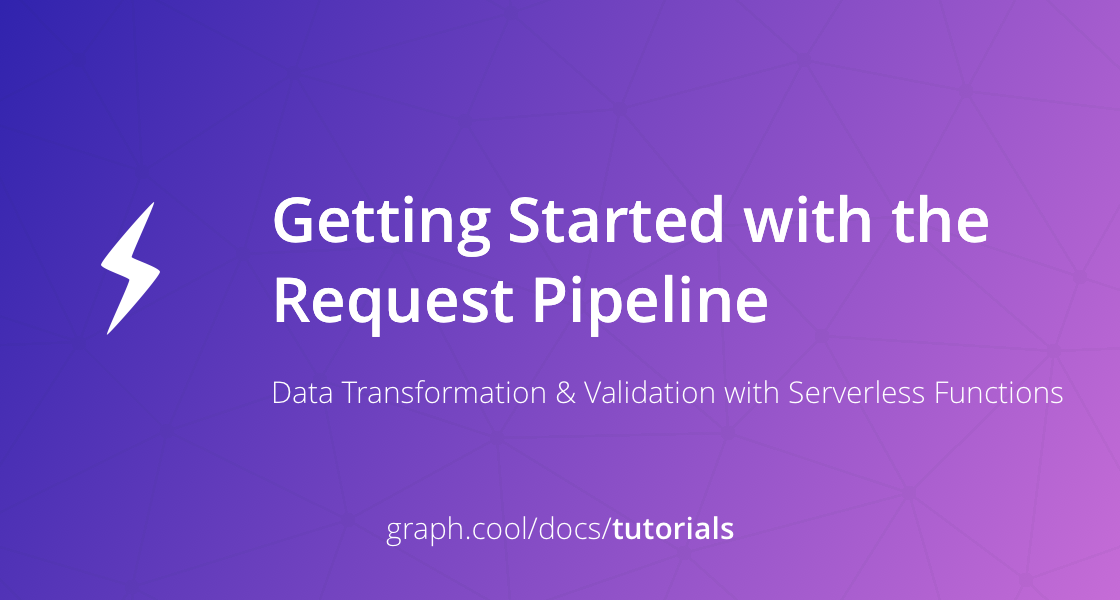 Getting Started with the
Request Pipeline
Data Transformation & Validation with Serverless Functions
graph.cool/docs/tutorials